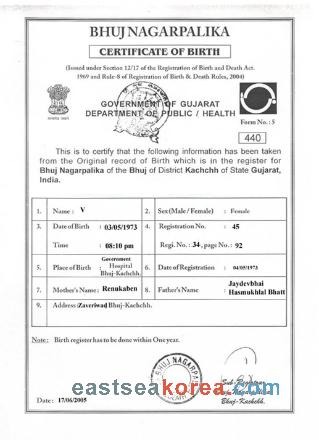 BHUJ NAGARPALIKA
CERTIFICATE OF BIRTH
(Issued under Section 12/17 of the Registration of Birth and Death Act.
1969 and Rule-8 of Registration of Birth & Death Rules, 2004)
GOVERNMENT OF GUJARAT
DEPARTMENT OF PUBLIC / HEALTH
Form No : 5
440
This is to certify that the following information has been taken
from the Original record of Birth which is in the register for
Bhuj Nagarpalika of the Bhuj of District Kachchh of State Gujarat,
India.
1. Name : V 2. Sex (Male / Female) : Female
3. Date of Birth : 03/05/1973 4. Registration No. 45
Time : 08:10 pm Regi. No : 34, page No : 92
5. Place of Birth : Government Hospital Bhuj-Kachchh. 6. Date of Registration : 04/05/1973
7. Mother's Name : Renukaben 8. Father's Name : Jaydevbhai Hasmukhlal Bhatt
9. Address : Zaveriwad Bhuj-Kachchh.
Note : Birth register has to be done within One year.
BHUJ NAGARPALIKA
Sub-Registrar
Bhuj-Kachchh.
eastseakorea.com
Date : 17/06/2005